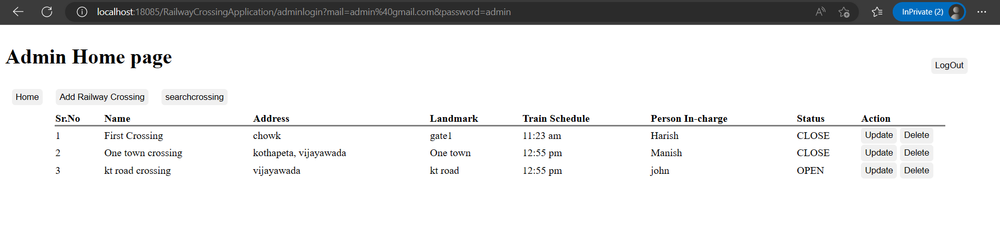 localhost:18085/RailwayCrossingApplication/adminlogin?mail=admin%40gmail.com&password=admin
InPrivate (2)
Admin Home page
LogOut
Home Add Railway Crossing searchcrossing
Sr.No Name Address Landmark Train Schedule Person In-charge Status Action
1 First Crossing chowk gate1 11:23 am Harish CLOSE Update Delete
2 One town crossing kothapeta, vijayawada One town 12:55 pm Manish CLOSE Update Delete
3 kt road crossing vijayawada kt road 12:55 pm john OPEN Update Delete